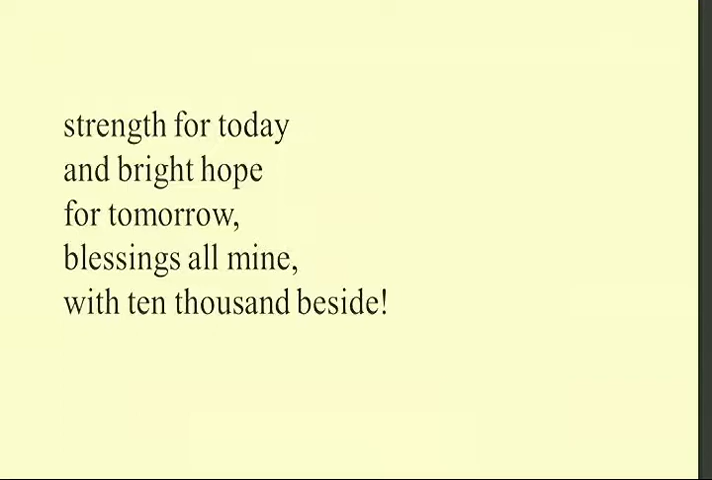 strength for today
and bright hope
for tomorrow,
blessings all mine,
with ten thousand beside!